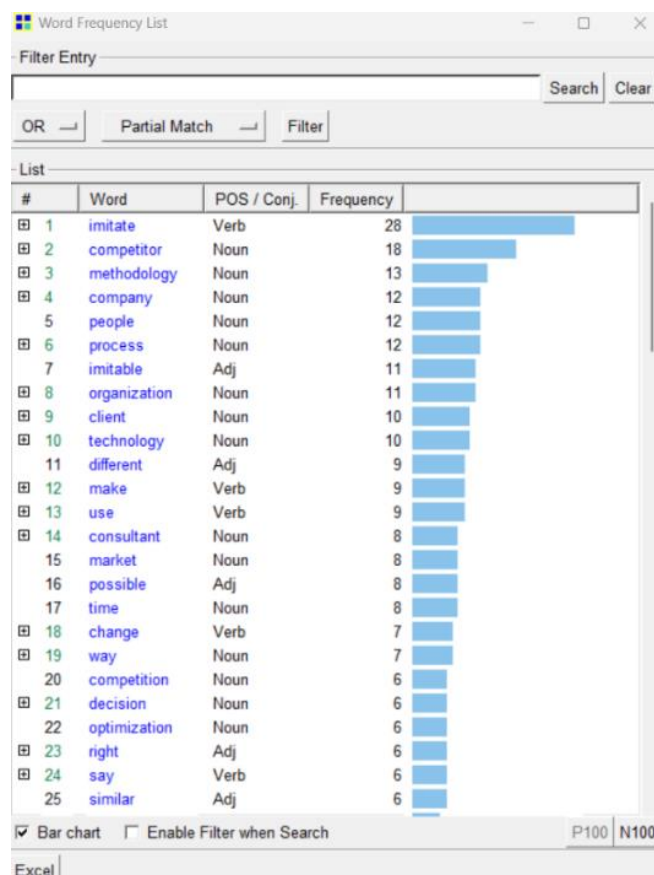 Word Frequency List
Filter Entry
Search Clear
OR Partial Match Filter
List
# Word POS / Conj. Frequency
1 imitate Verb 28
2 competitor Noun 18
3 methodology Noun 13
4 company Noun 12
5 people Noun 12
6 process Noun 12
7 imitable Adj 11
8 organization Noun 11
9 client Noun 10
10 technology Noun 10
11 different Adj 9
12 make Verb 9
13 use Verb 9
14 consultant Noun 8
15 market Noun 8
16 possible Adj 8
17 time Noun 8
18 change Verb 7
19 way Noun 7
20 competition Noun 6
21 decision Noun 6
22 optimization Noun 6
23 right Adj 6
24 say Verb 6
25 similar Adj 6
Bar chart Enable Filter when Search P100 N100
Excel